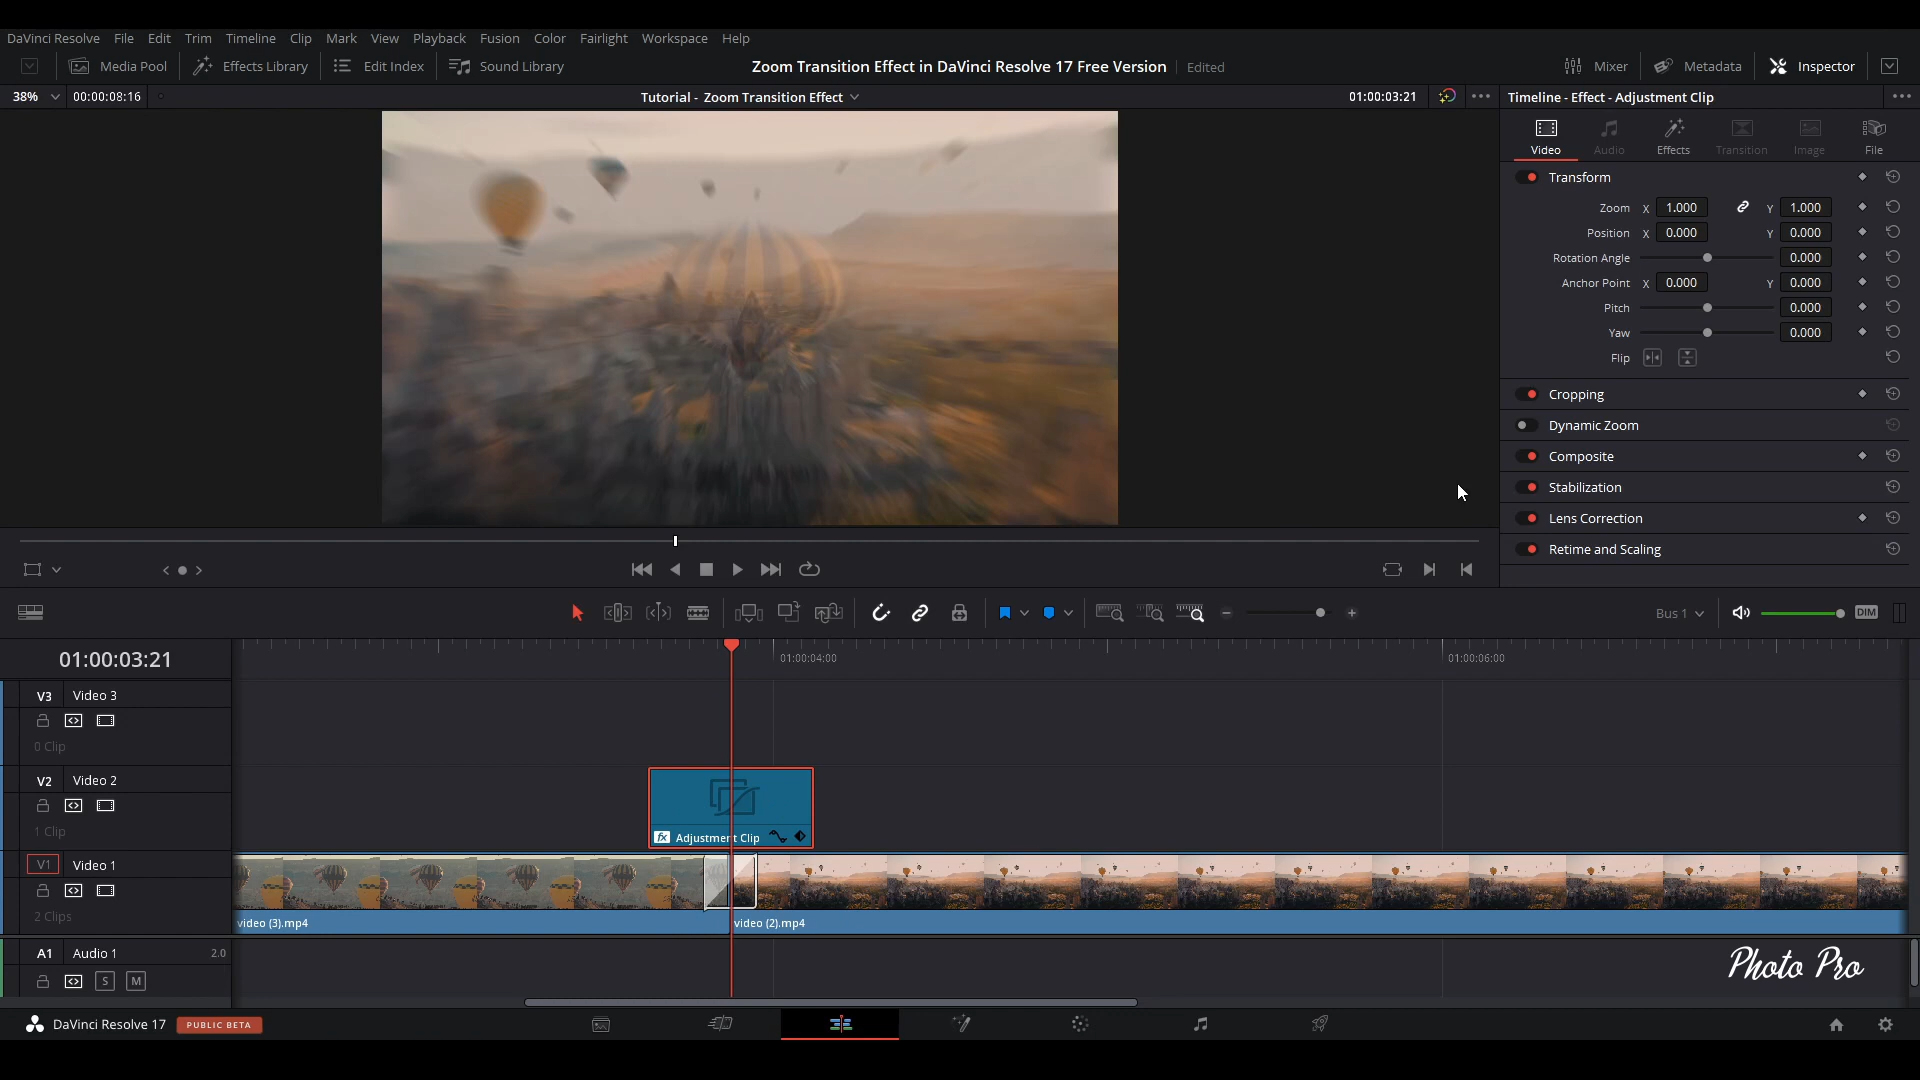 DaVinci Resolve File Edit Trim Timeline Clip Mark View Playback Fusion Color Fairlight Workspace Help
Media Pool Effects Library Edit Index Sound Library Zoom Transition Effect in DaVinci Resolve 17 Free Version Edited Mixer Metadata Inspector
38% 00:00:08:16 Tutorial - Zoom Transition Effect 01:00:03:21 Timeline - Effect - Adjustment Clip
Video Audio Effects Transition Image File
Transform
Zoom X 1.000 Y 1.000
Position X 0.000 Y 0.000
Rotation Angle 0.000
Anchor Point X 0.000 Y 0.000
Pitch 0.000
Yaw 0.000
Flip
Cropping
Dynamic Zoom
Composite
Stabilization
Lens Correction
Retime and Scaling
Bus 1 DIM
01:00:03:21 01:00:04:00 01:00:06:00
V3 Video 3
0 Clip
V2 Video 2
1 Clip
fx Adjustment Clip
V1 Video 1
2 Clips
video (3).mp4 video (2).mp4
A1 Audio 1 2.0
S M
Photo Pro
DaVinci Resolve 17 PUBLIC BETA